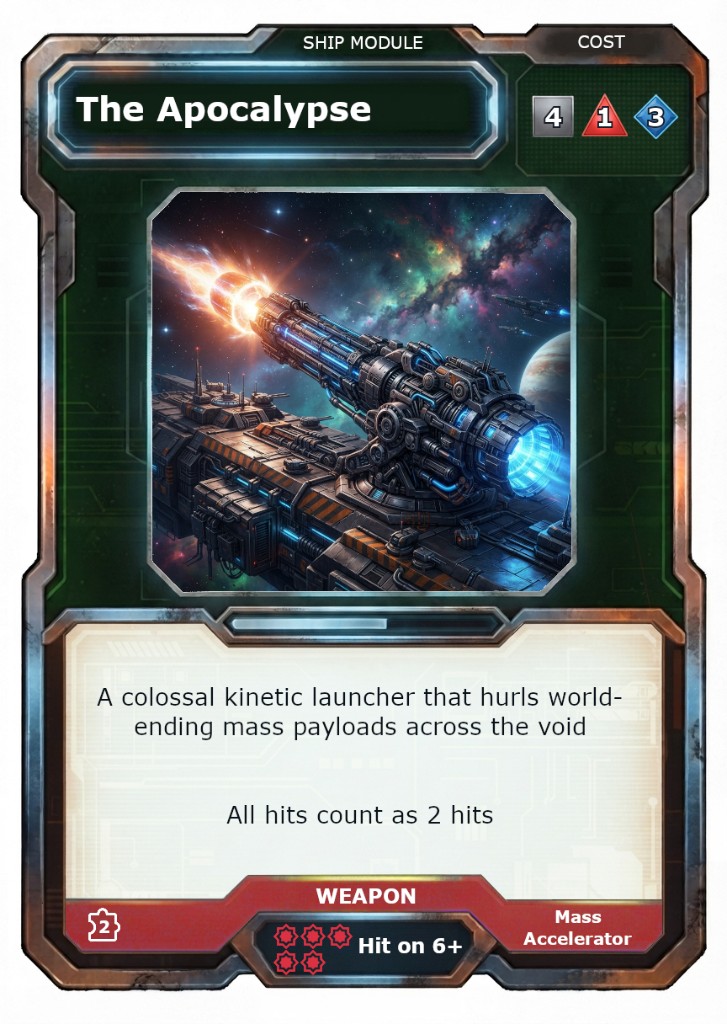 SHIP MODULE
COST
The Apocalypse
4 1 3
A colossal kinetic launcher that hurls world-
ending mass payloads across the void
All hits count as 2 hits
WEAPON
2
Hit on 6+
Mass
Accelerator